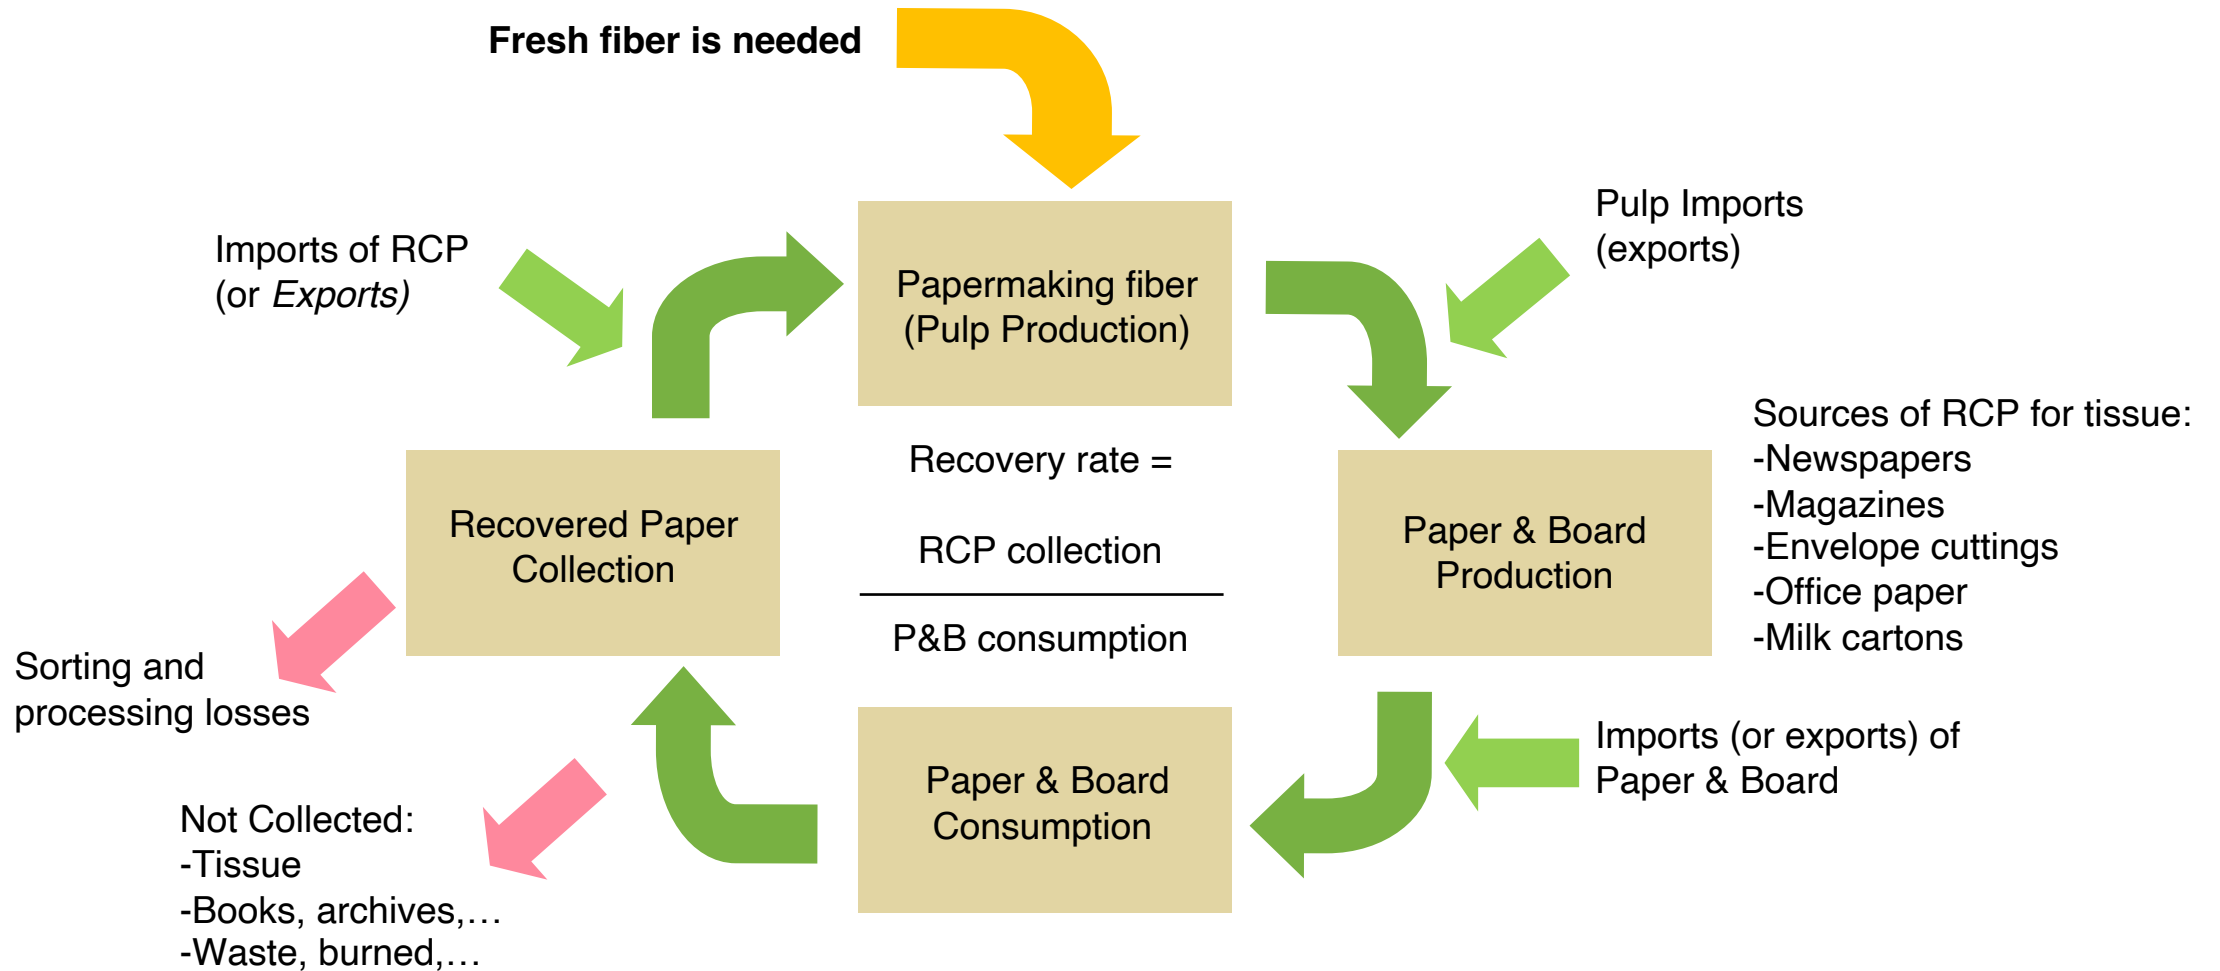 Fresh fiber is needed
Imports of RCP
(or Exports)
Papermaking fiber
(Pulp Production)
Pulp Imports
(exports)
Recovered Paper
Collection
Recovery rate =
RCP collection
P&B consumption
Paper & Board
Production
Sources of RCP for tissue:
-Newspapers
-Magazines
-Envelope cuttings
-Office paper
-Milk cartons
Sorting and
processing losses
Paper & Board
Consumption
Imports (or exports) of
Paper & Board
Not Collected:
-Tissue
-Books, archives,…
-Waste, burned,…